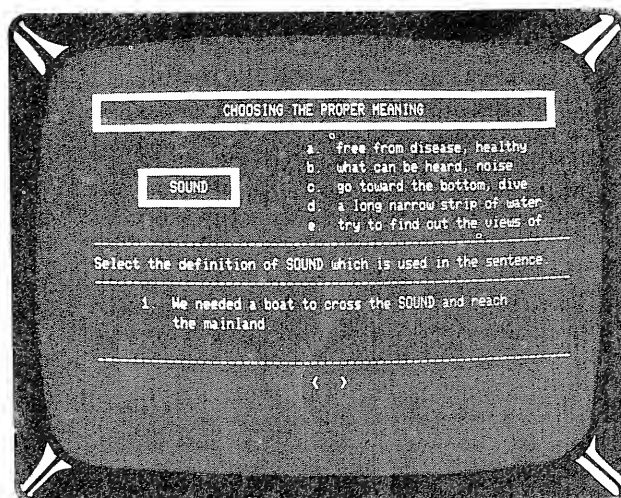 CHOOSING THE PROPER MEANING
a. free from disease, healthy
b. what can be heard, noise
SOUND
c. go toward the bottom, dive
d. a long narrow strip of water
e try to find out the views of
Select the definition of SOUND which is used in the sentence
1. We needed a boat to cross the SOUND and reach
the mainland.
( )